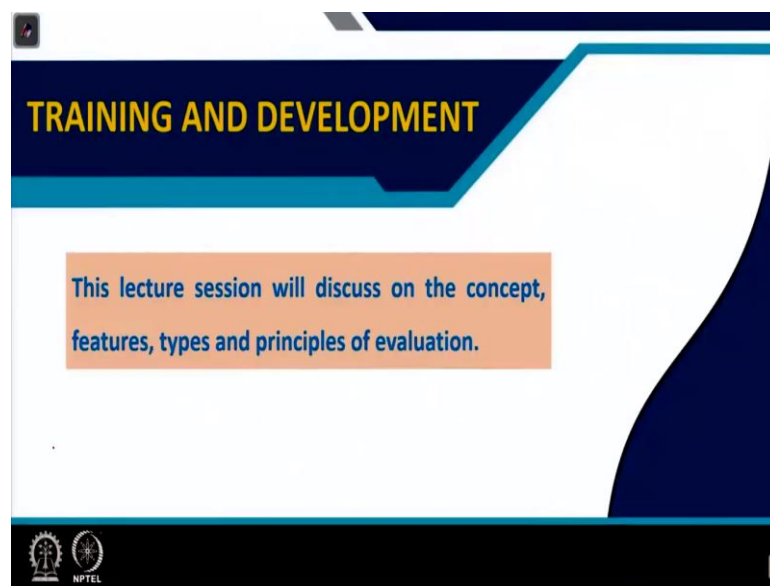 TRAINING AND DEVELOPMENT
This lecture session will discuss on the concept,
features, types and principles of evaluation.
NPTEL